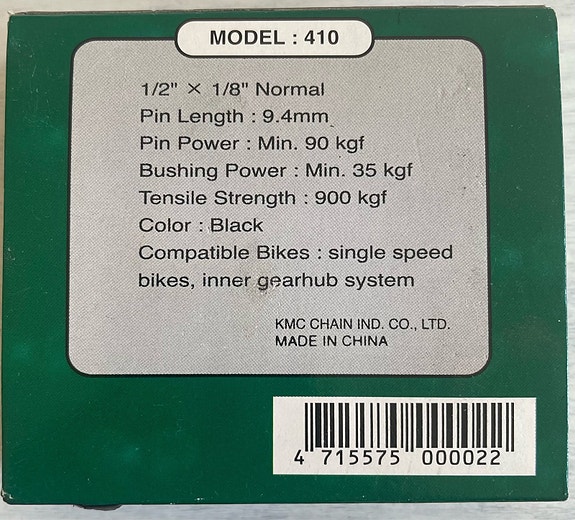 MODEL : 410
1/2" × 1/8" Normal
Pin Length : 9.4mm
Pin Power : Min. 90 kgf
Bushing Power : Min. 35 kgf
Tensile Strength : 900 kgf
Color : Black
Compatible Bikes : single speed
bikes, inner gearhub system
KMC CHAIN IND. CO., LTD.
MADE IN CHINA
4 715575 000022